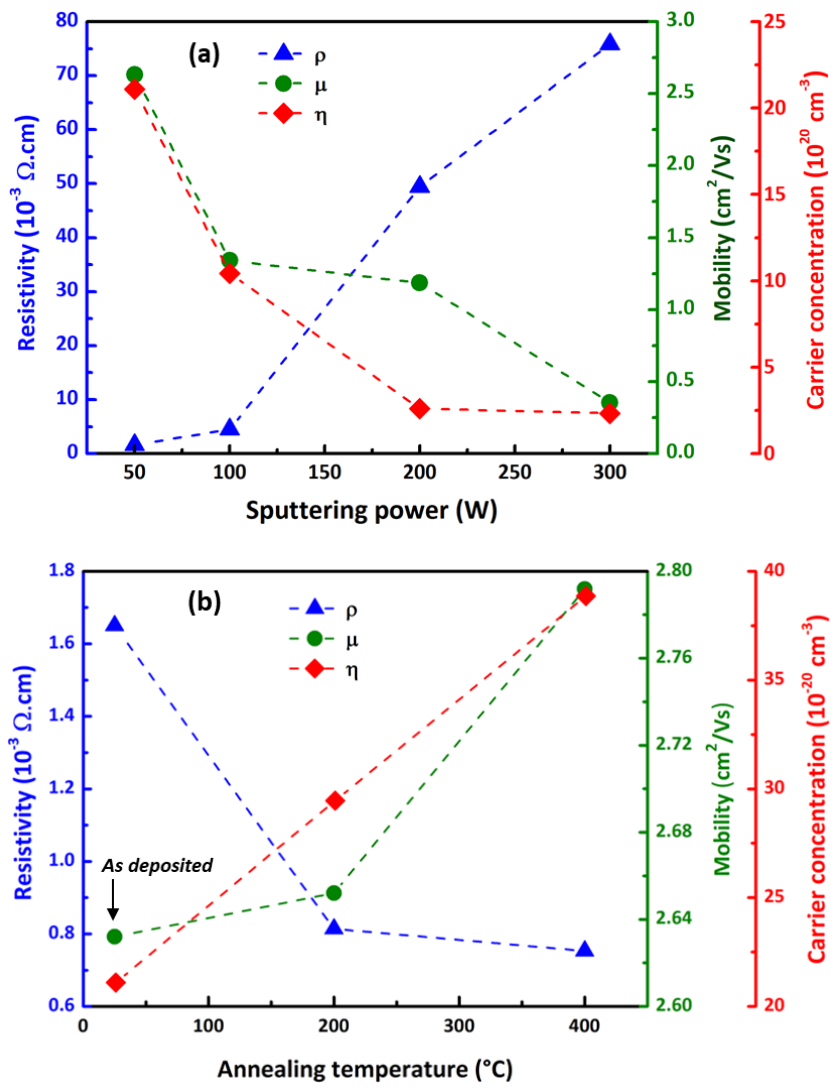 (a)
ρ
μ
η
80
70
60
50
40
30
20
10
0
Resistivity (10⁻³ Ω.cm)
3.0
2.5
2.0
1.5
1.0
0.5
0.0
Mobility (cm²/Vs)
25
20
15
10
5
0
Carrier concentration (10²⁰ cm⁻³)
50 100 150 200 250 300
Sputtering power (W)
(b)
ρ
μ
η
1.8
1.6
1.4
1.2
1.0
0.8
0.6
Resistivity (10⁻³ Ω.cm)
As deposited
2.80
2.76
2.72
2.68
2.64
2.60
Mobility (cm²/Vs)
40
35
30
25
20
Carrier concentration (10⁻²⁰ cm⁻³)
0 100 200 300 400
Annealing temperature (°C)